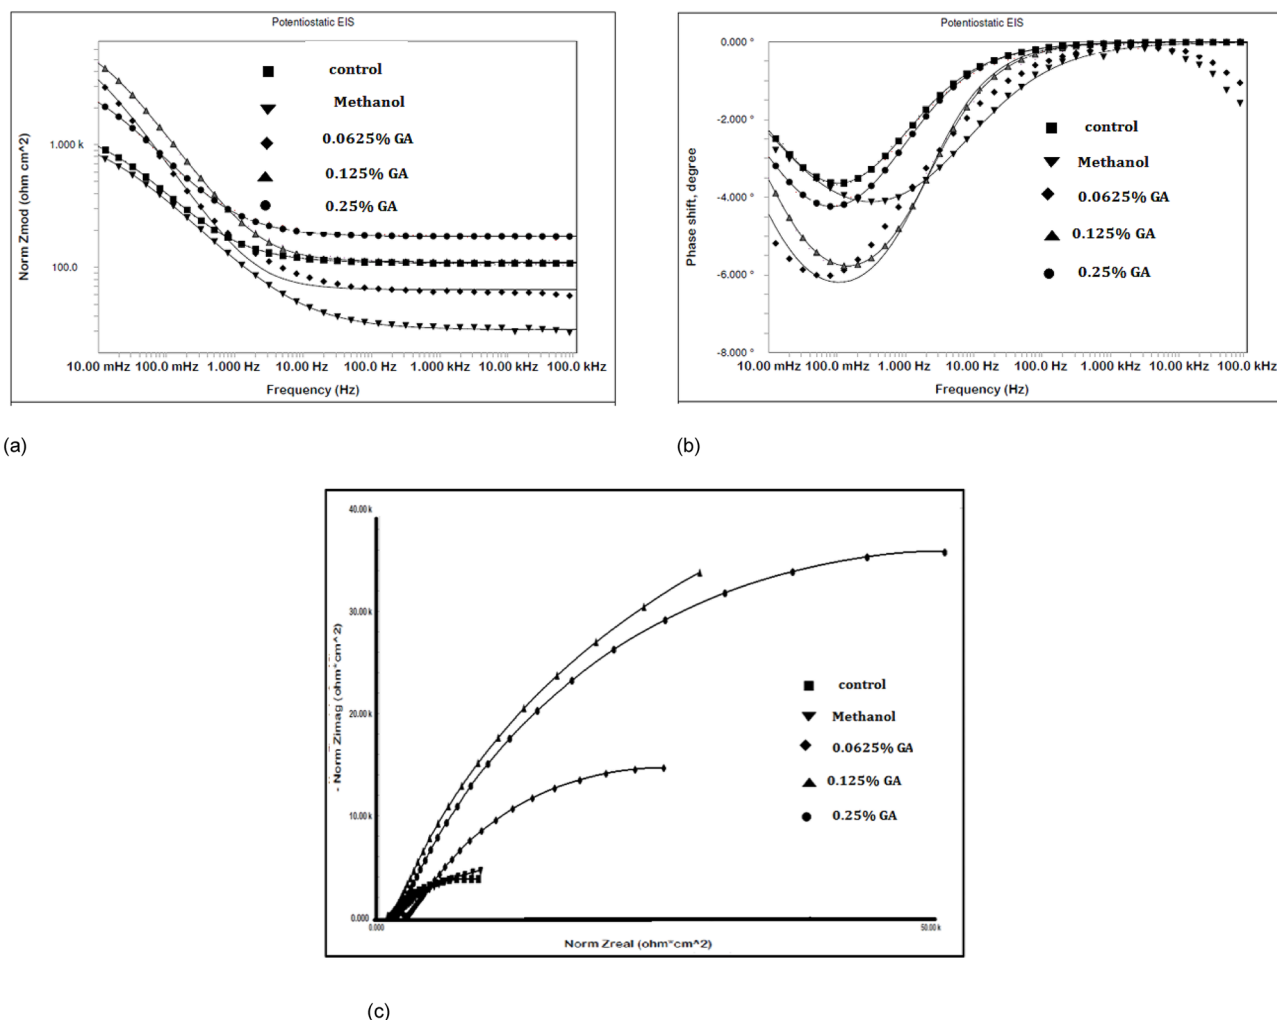 Potentiostatic EIS
control
Methanol
0.0625% GA
0.125% GA
0.25% GA
1.000 k
100.0
Norm Zmod (ohm cm^2)
10.00 mHz 100.0 mHz 1.000 Hz 10.00 Hz 100.0 Hz 1.000 kHz 10.00 kHz 100.0 kHz
Frequency (Hz)
(a)
Potentiostatic EIS
0.000 °
-2.000 °
-4.000 °
-6.000 °
-8.000 °
Phase shift, degree
control
Methanol
0.0625% GA
0.125% GA
0.25% GA
10.00 mHz 100.0 mHz 1.000 Hz 10.00 Hz 100.0 Hz 1.000 kHz 10.00 kHz 100.0 kHz
Frequency (Hz)
(b)
40.00 k
30.00 k
20.00 k
10.00 k
0.000
- Norm Zimag (ohm*cm^2)
control
Methanol
0.0625% GA
0.125% GA
0.25% GA
0.000 50.00 k
Norm Zreal (ohm*cm^2)
(c)